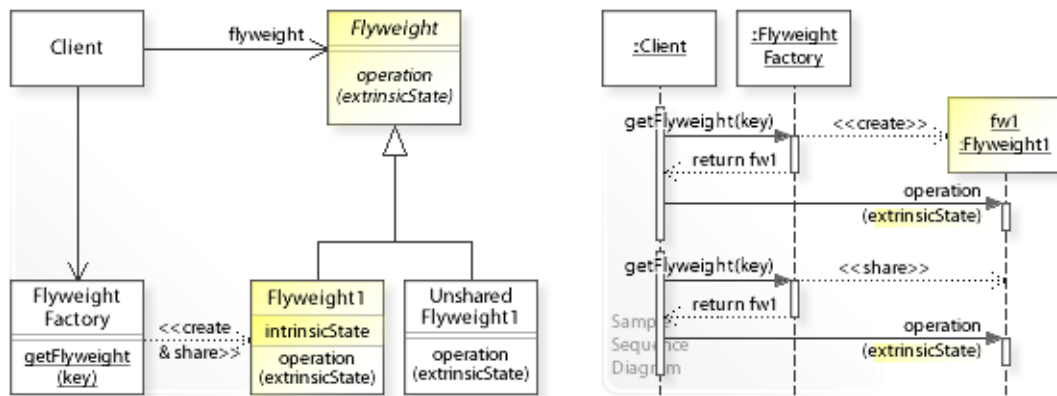 Client
flyweight
Flyweight
operation
(extrinsicState)
Flyweight
Factory
getFlyweight
(key)
<<create
& share>>
Flyweight1
intrinsicState
operation
(extrinsicState)
Unshared
Flyweight1
operation
(extrinsicState)
:Client
:Flyweight
Factory
getFlyweight(key)
<<create>>
fw1
:Flyweight1
return fw1
operation
(extrinsicState)
getFlyweight(key)
<<share>>
return fw1
operation
(extrinsicState)
Sample
Sequence
Diagram